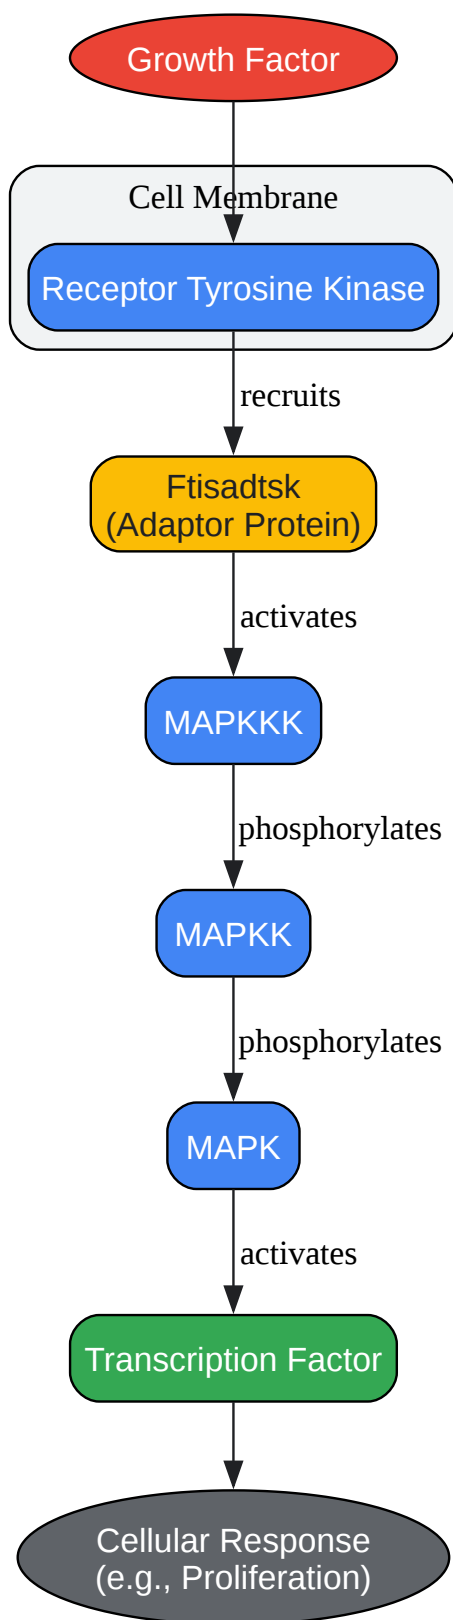 Growth Factor
Cell Membrane
Receptor Tyrosine Kinase
recruits
Ftisadtsk
(Adaptor Protein)
activates
MAPKKK
phosphorylates
MAPKK
phosphorylates
MAPK
activates
Transcription Factor
Cellular Response
(e.g., Proliferation)